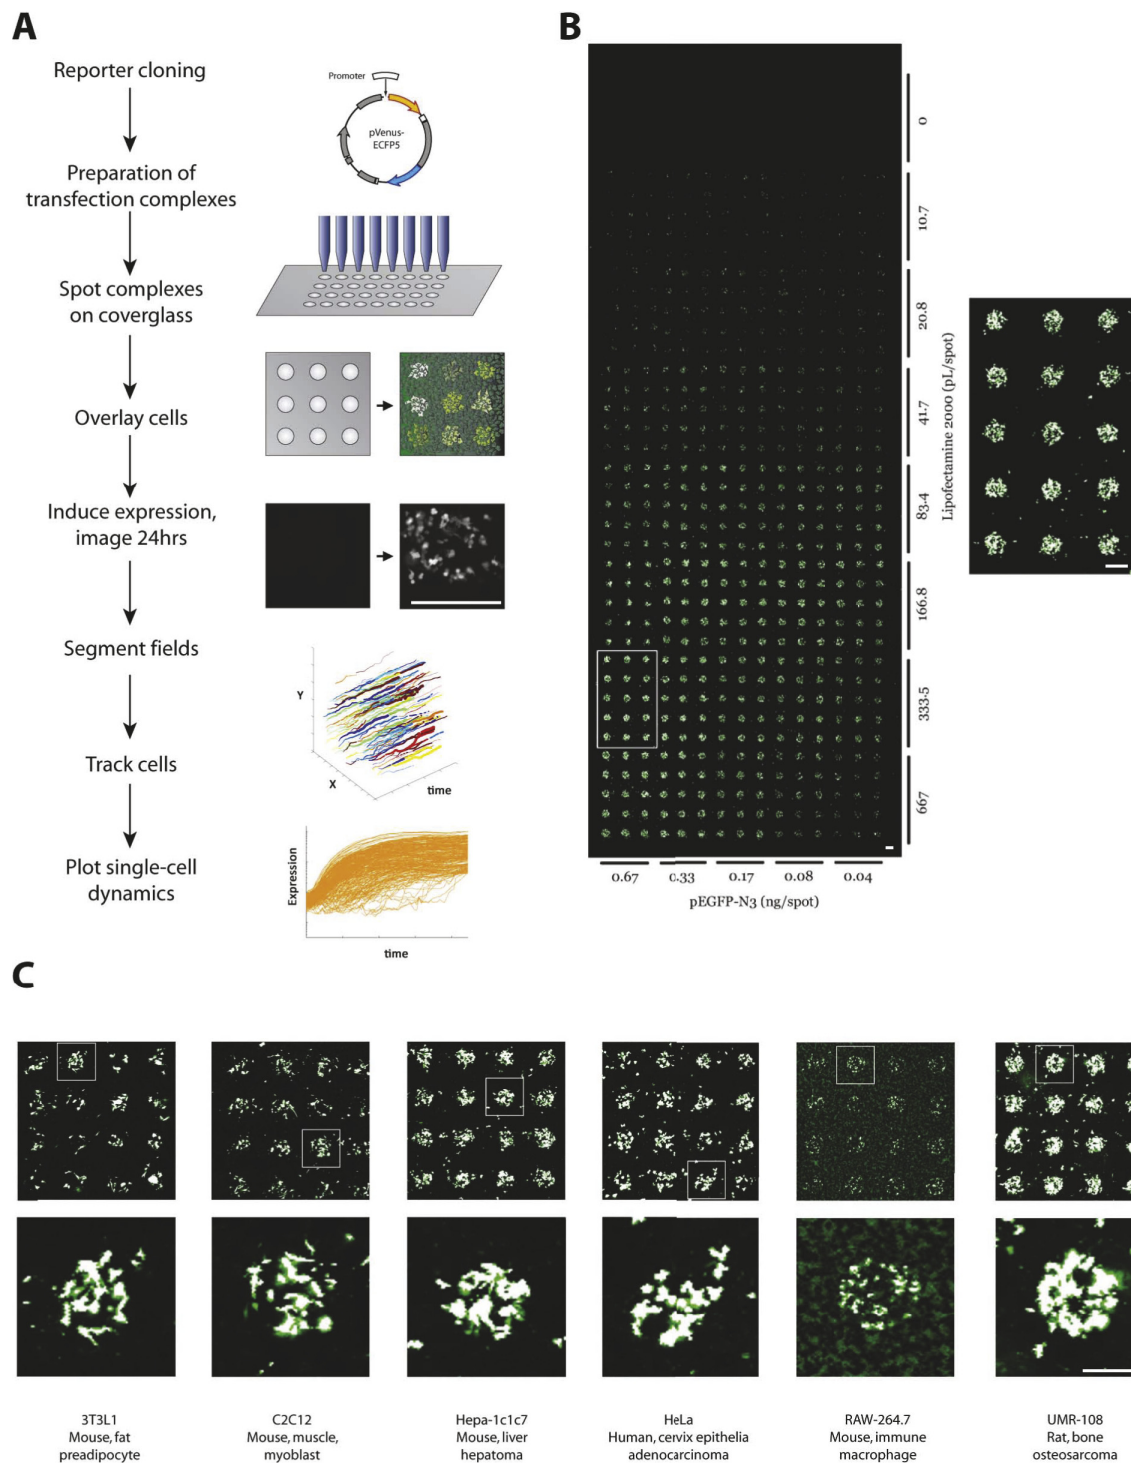 A
Reporter cloning
Preparation of
transfection complexes
Spot complexes
on coverglass
Overlay cells
Induce expression,
image 24hrs
Segment fields
Track cells
Plot single-cell
dynamics
Promoter
pVenus-
ECFP5
Y
X
time
Expression
time
B
0
10.7
20.8
41.7
83.4
166.8
333.5
667
Lipofectamine 2000 (pL/spot)
0.67
0.33
0.17
0.08
0.04
pEGFP-N3 (ng/spot)
C
3T3L1
Mouse, fat
preadipocyte
C2C12
Mouse, muscle,
myoblast
Hepa-1c1c7
Mouse, liver
hepatoma
HeLa
Human, cervix epithelia
adenocarcinoma
RAW-264.7
Mouse, immune
macrophage
UMR-108
Rat, bone
osteosarcoma